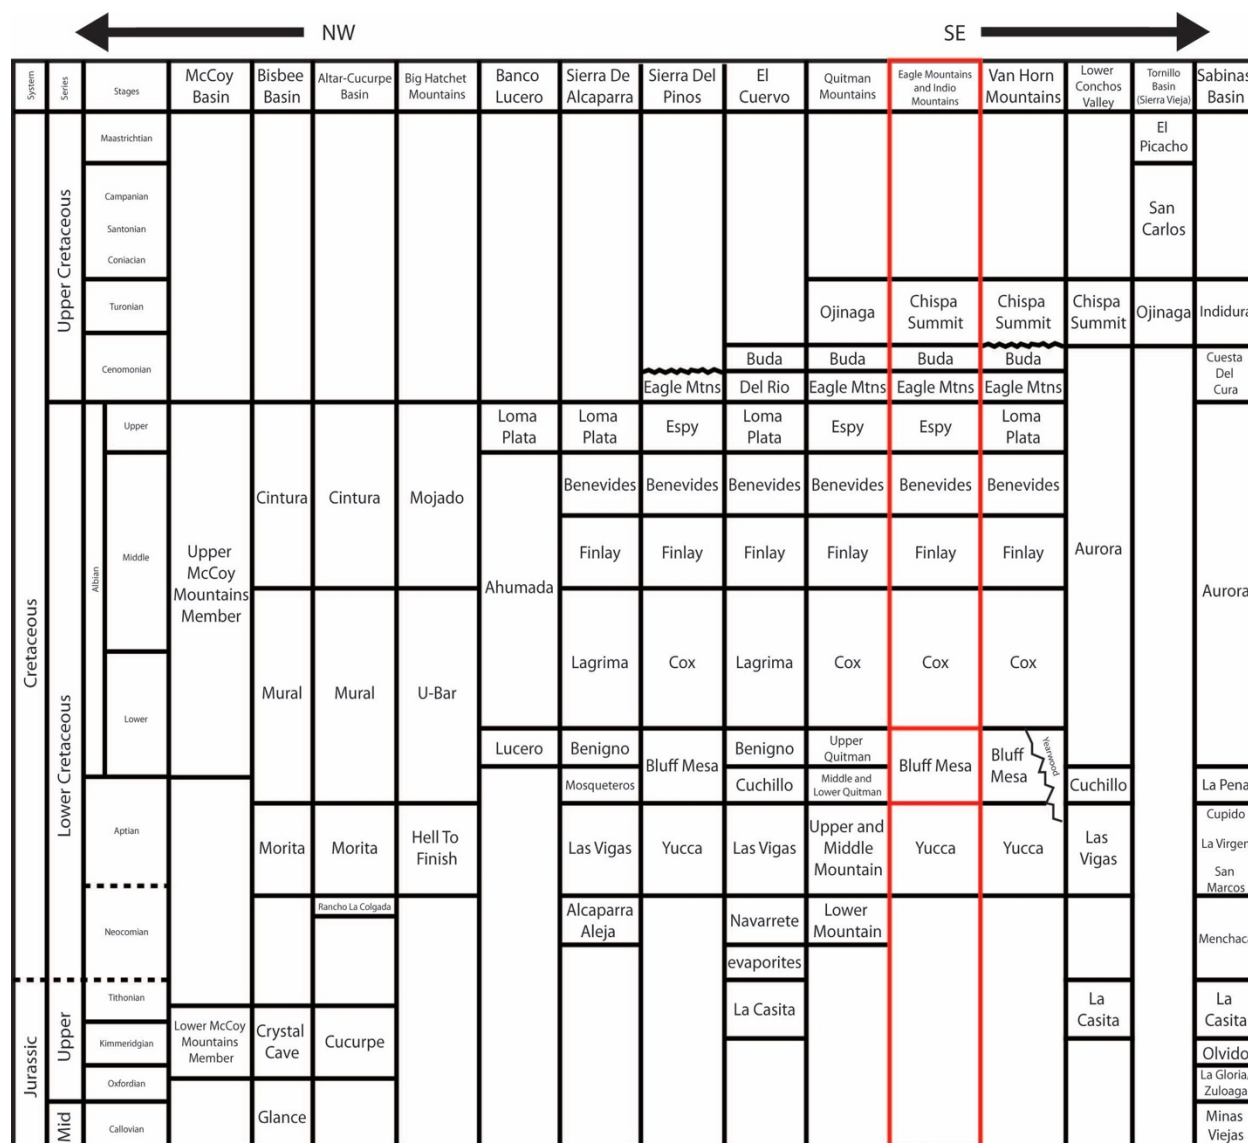 NW
SE
System
Series
Stages
McCoy
Basin
Bisbee
Basin
Altar-Cucurpe
Basin
Big Hatchet
Mountains
Banco
Lucero
Sierra De
Alcaparra
Sierra Del
Pinos
El
Cuervo
Quitman
Mountains
Eagle Mountains
and Indio
Mountains
Van Horn
Mountains
Lower
Conchos
Valley
Tornillo
Basin
(Sierra Vieja)
Sabinas
Basin
Cretaceous
Jurassic
Upper Cretaceous
Lower Cretaceous
Upper
Mid
Maastrichtian
Campanian
Santonian
Coniacian
Turonian
Cenomonian
Albian
Upper
Middle
Lower
Aptian
Neocomian
Tithonian
Kimmeridgian
Oxfordian
Callovian
Upper
McCoy
Mountains
Member
Lower McCoy
Mountains
Member
Cintura
Mural
Morita
Crystal
Cave
Glance
Cintura
Mural
Morita
Rancho La Colgada
Cucurpe
Mojado
U-Bar
Hell To
Finish
Loma
Plata
Ahumada
Lucero
Loma
Plata
Benevides
Finlay
Lagrima
Benigno
Mosqueteros
Las Vigas
Alcaparra
Aleja
Eagle Mtns
Espy
Benevides
Finlay
Cox
Bluff Mesa
Yucca
Buda
Del Rio
Loma
Plata
Benevides
Finlay
Lagrima
Benigno
Cuchillo
Las Vigas
Navarrete
evaporites
La Casita
Ojinaga
Buda
Eagle Mtns
Espy
Benevides
Finlay
Cox
Upper
Quitman
Middle and
Lower Quitman
Upper and
Middle
Mountain
Lower
Mountain
Chispa
Summit
Buda
Eagle Mtns
Espy
Benevides
Finlay
Cox
Bluff Mesa
Yucca
Chispa
Summit
Buda
Eagle Mtns
Loma
Plata
Benevides
Finlay
Cox
Bluff
Mesa
Yearwood
Yucca
Chispa
Summit
Aurora
Cuchillo
Las
Vigas
La
Casita
El
Picacho
San
Carlos
Ojinaga
Indidura
Cuesta
Del
Cura
Aurora
La Pena
Cupido
La Virgen
San
Marcos
Menchaca
La
Casita
Olvido
La Gloria/
Zuloaga
Minas
Viejas